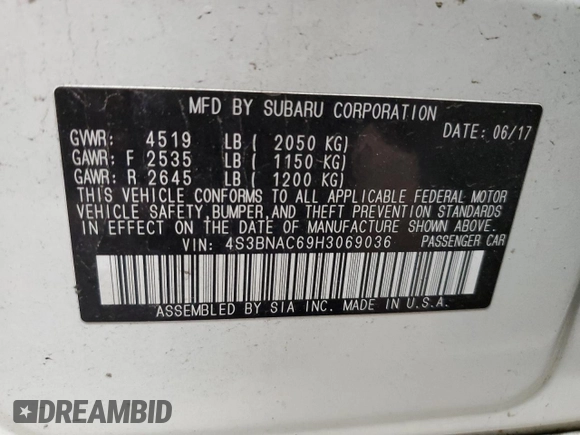 MFD BY SUBARU CORPORATION
GVWR: 4519 LB ( 2050 KG) DATE: 06/17
GAWR: F 2535 LB ( 1150 KG)
GAWR: R 2645 LB ( 1200 KG)
THIS VEHICLE CONFORMS TO ALL APPLICABLE FEDERAL MOTOR
VEHICLE SAFETY, BUMPER, AND THEFT PREVENTION STANDARDS
IN EFFECT ON THE DATE OF MANUFACTURE SHOWN ABOVE.
VIN: 4S3BNAC69H3069036 PASSENGER CAR
ASSEMBLED BY SIA INC. MADE IN U.S.A.
DREAMBID